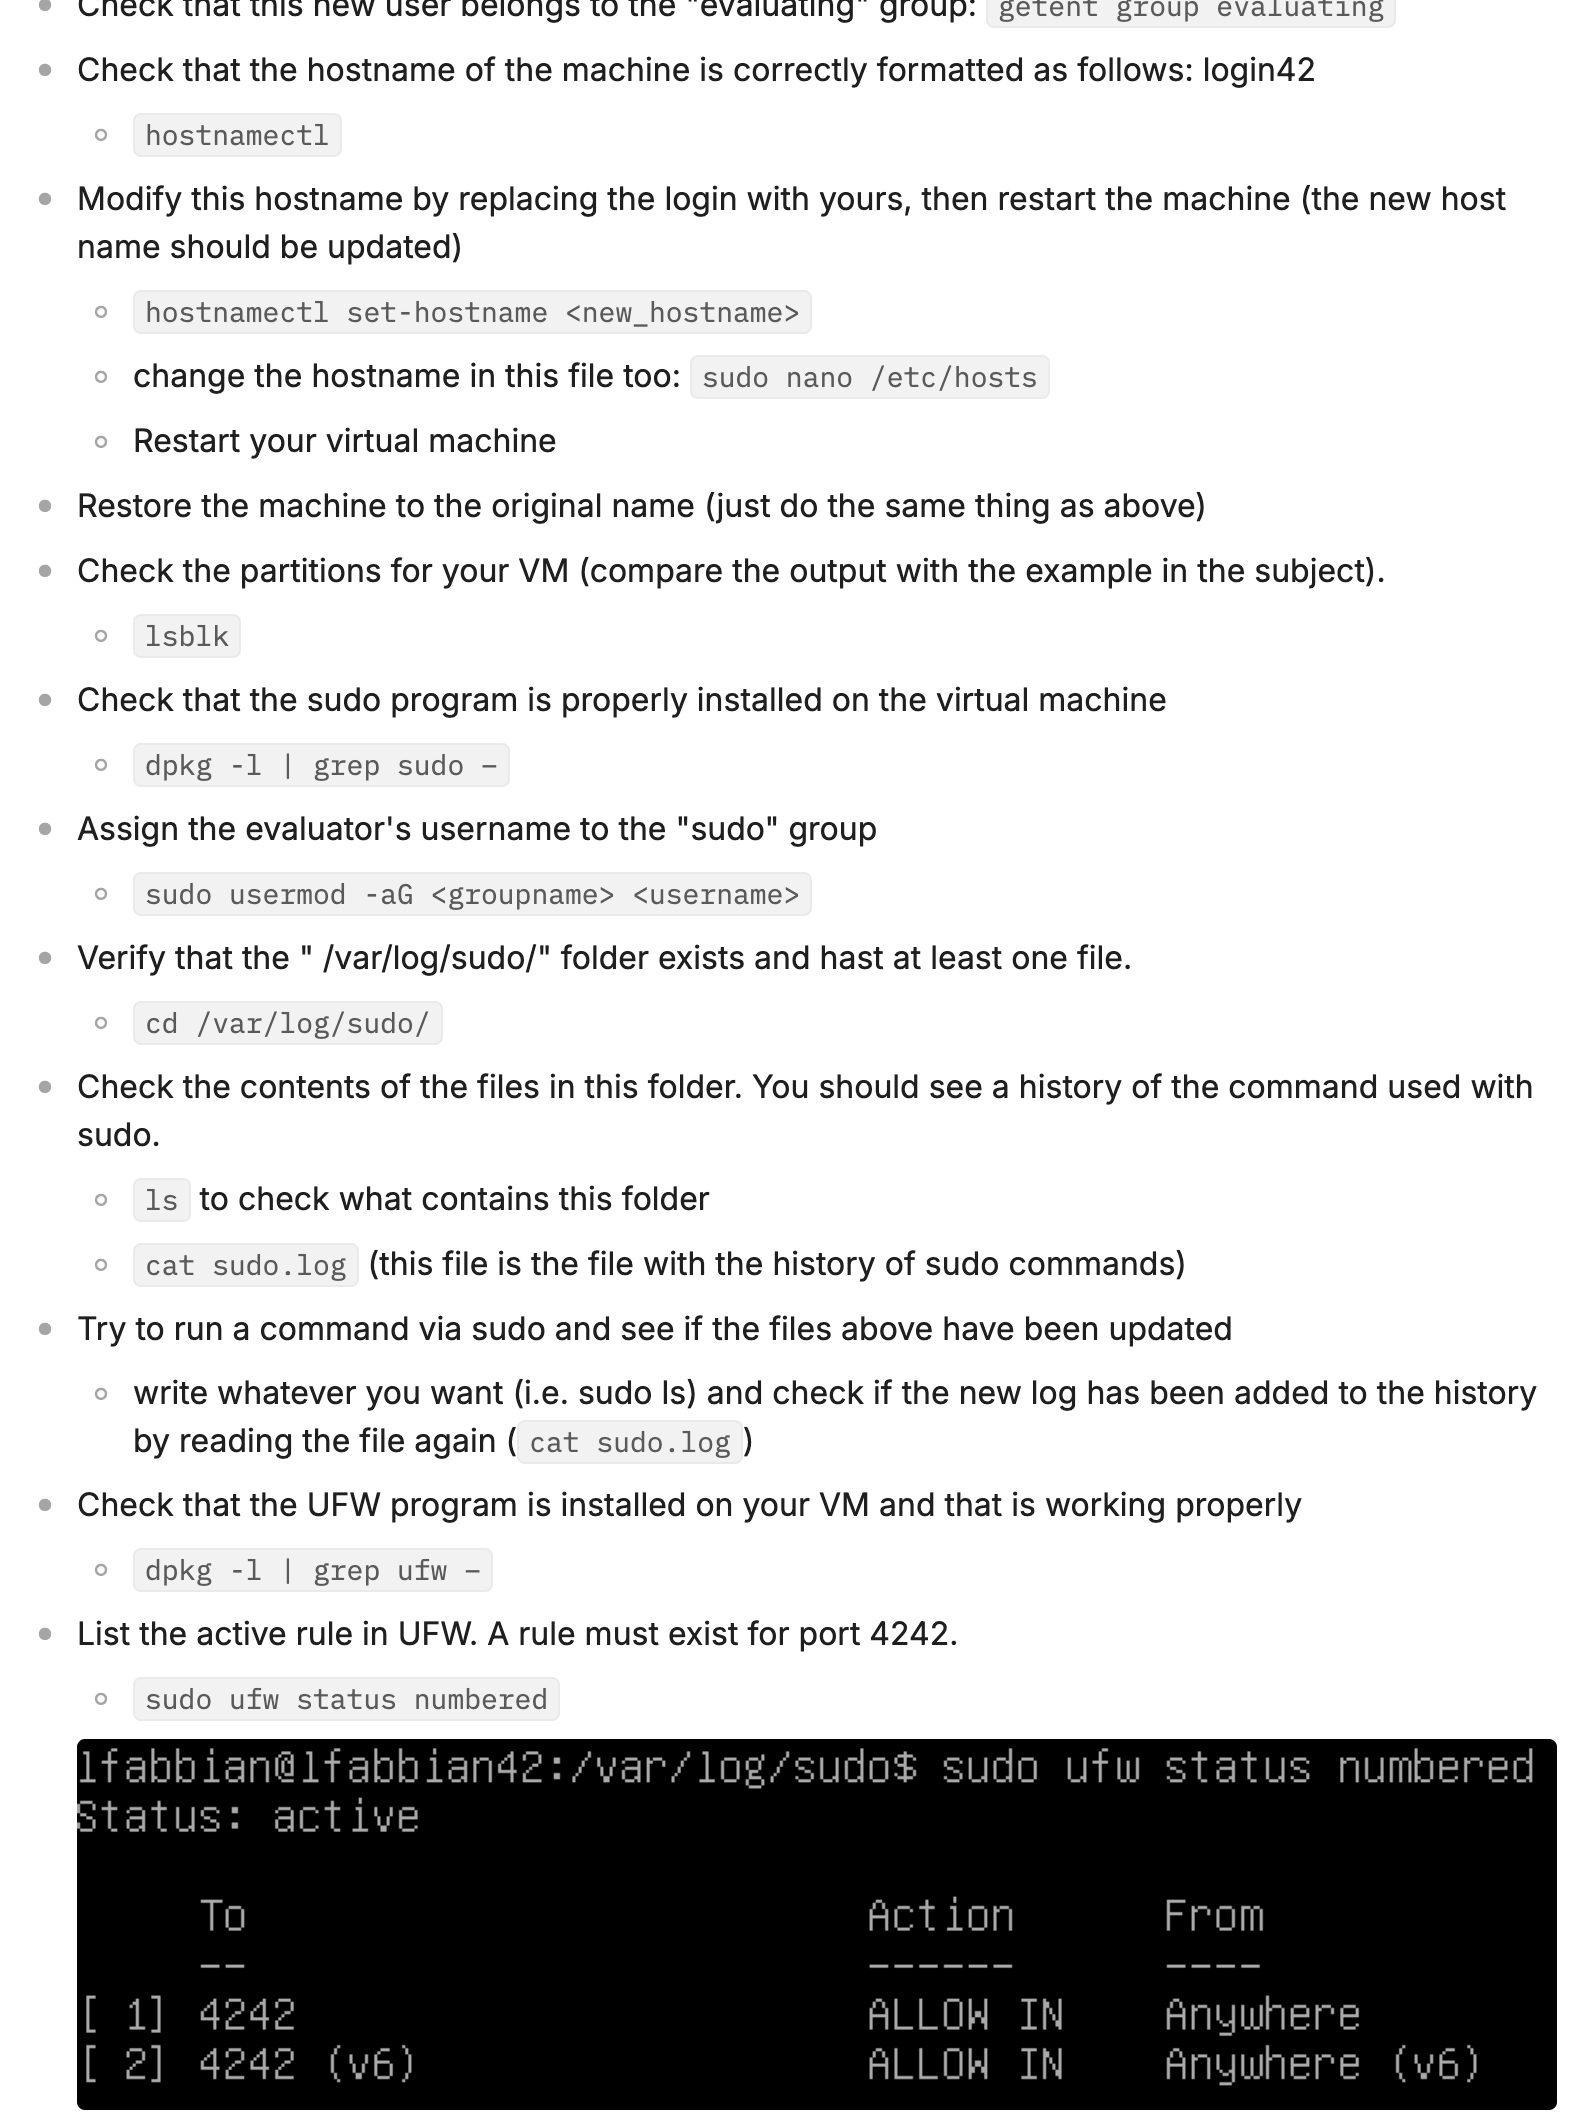 Check that this new user belongs to the "evaluating" group: getent group evaluating
Check that the hostname of the machine is correctly formatted as follows: login42
hostnamectl
Modify this hostname by replacing the login with yours, then restart the machine (the new host
name should be updated)
hostnamectl set-hostname <new_hostname>
change the hostname in this file too: sudo nano /etc/hosts
Restart your virtual machine
Restore the machine to the original name (just do the same thing as above)
Check the partitions for your VM (compare the output with the example in the subject).
lsblk
Check that the sudo program is properly installed on the virtual machine
dpkg -l | grep sudo –
Assign the evaluator's username to the "sudo" group
sudo usermod -aG <groupname> <username>
Verify that the " /var/log/sudo/" folder exists and hast at least one file.
cd /var/log/sudo/
Check the contents of the files in this folder. You should see a history of the command used with
sudo.
ls to check what contains this folder
cat sudo.log (this file is the file with the history of sudo commands)
Try to run a command via sudo and see if the files above have been updated
write whatever you want (i.e. sudo ls) and check if the new log has been added to the history
by reading the file again (cat sudo.log)
Check that the UFW program is installed on your VM and that is working properly
dpkg -l | grep ufw –
List the active rule in UFW. A rule must exist for port 4242.
sudo ufw status numbered
lfabbian@lfabbian42:/var/log/sudo$ sudo ufw status numbered
Status: active
To Action From
-- ------ ----
[ 1] 4242 ALLOW IN Anywhere
[ 2] 4242 (v6) ALLOW IN Anywhere (v6)